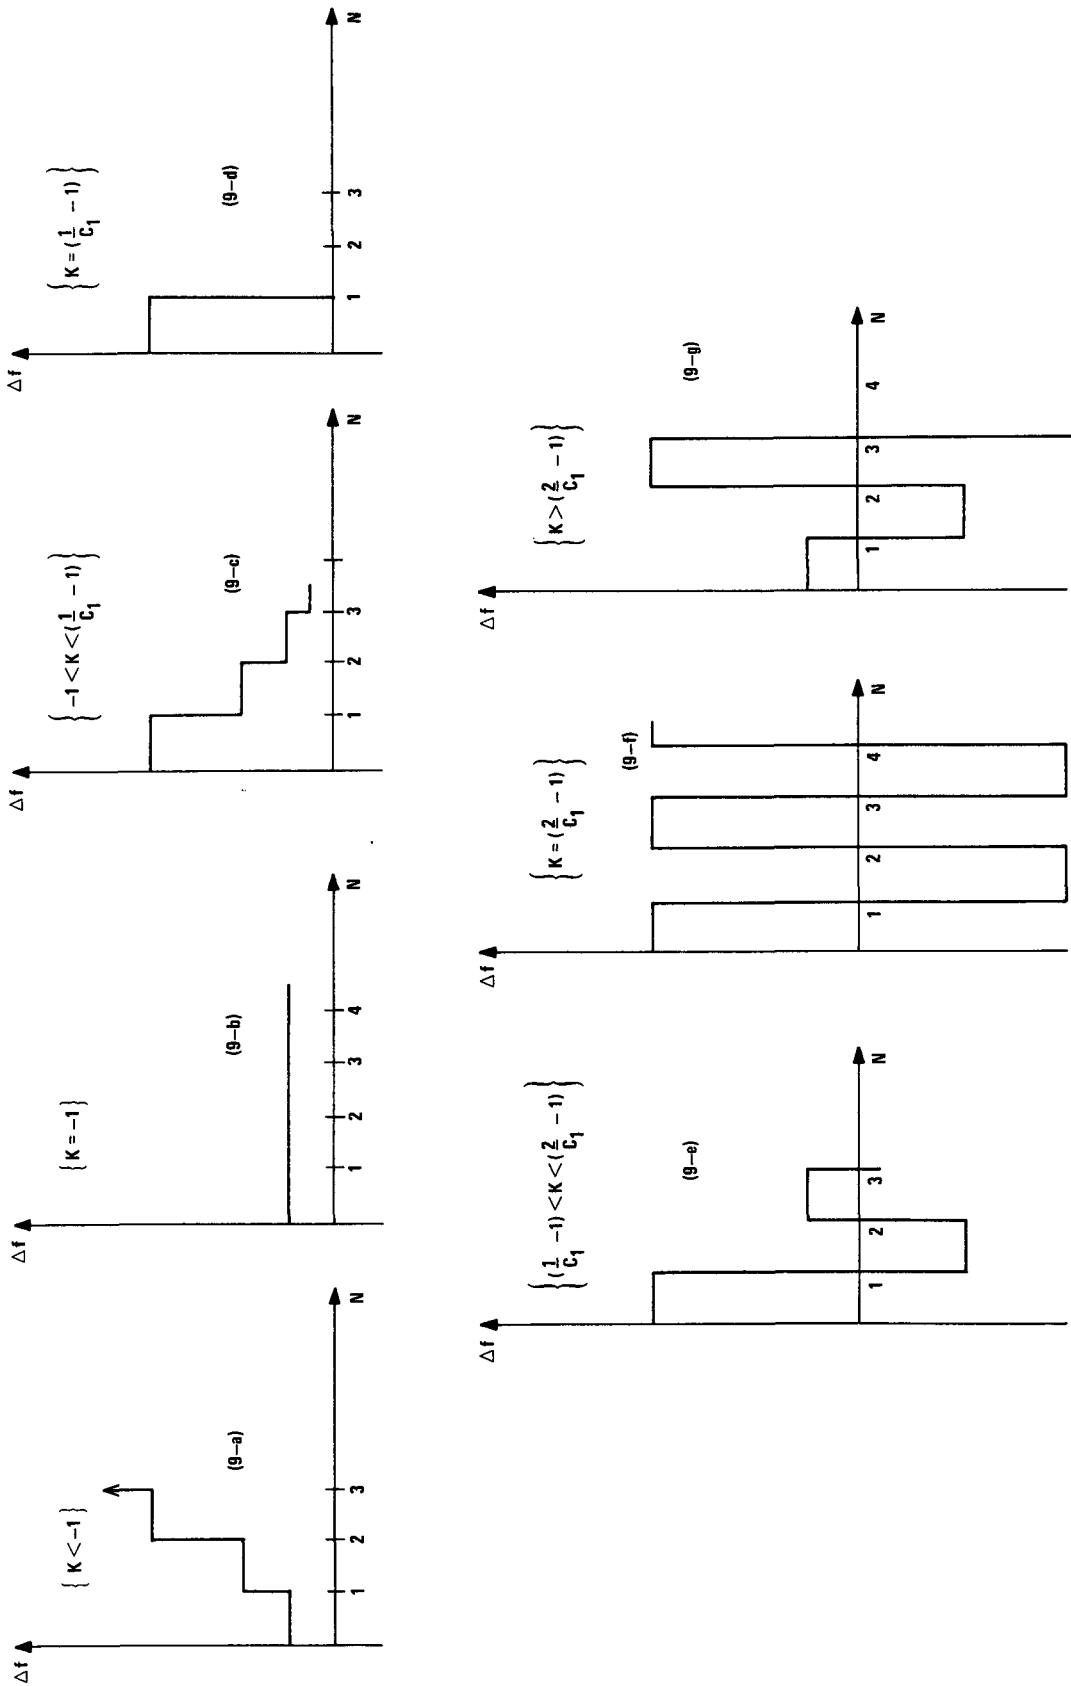 Δf
{K < -1}
(9-a)
1 2 3 N
Δf
{K = -1}
(9-b)
1 2 3 4 N
Δf
{-1 < K < (1/C₁ - 1)}
(9-c)
1 2 3 N
Δf
{K = (1/C₁ - 1)}
(9-d)
1 2 3 N
Δf
{(1/C₁ - 1) < K < (2/C₁ - 1)}
(9-e)
1 2 3 N
Δf
{K = (2/C₁ - 1)}
(9-f)
1 2 3 4 N
Δf
{K > (2/C₁ - 1)}
(9-g)
1 2 3 4 N